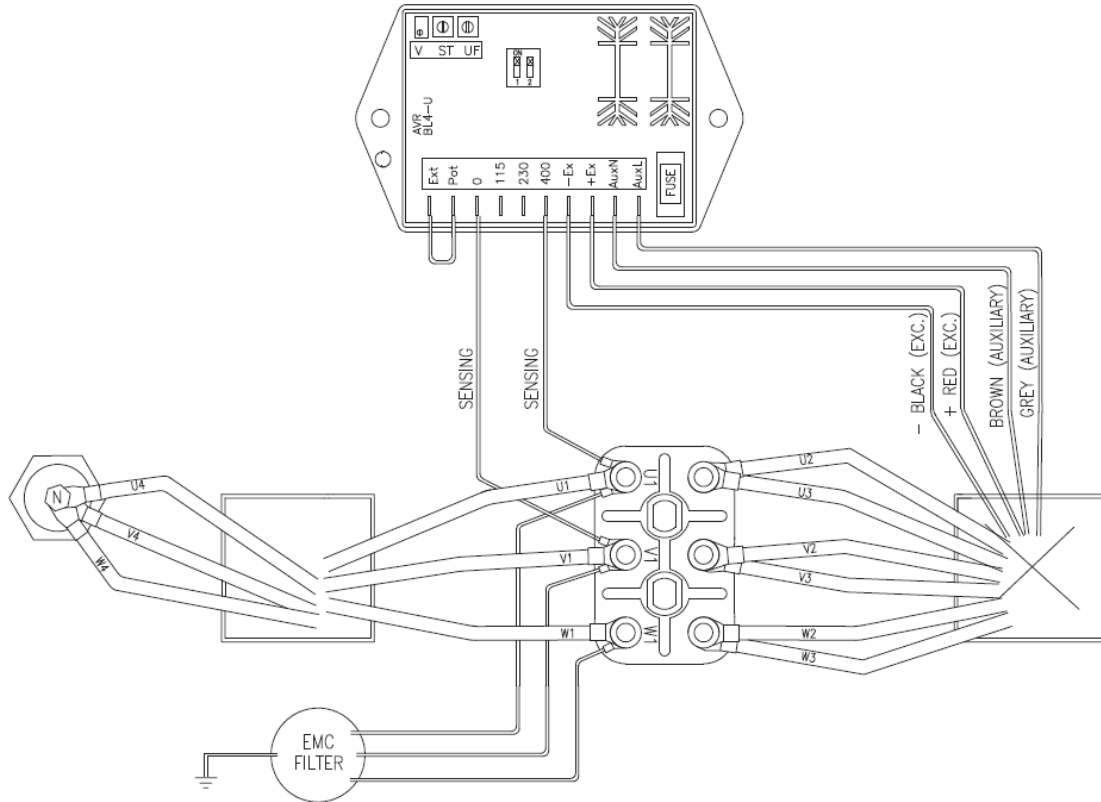 V ST UF
ON
1 2
AVR
BL4-U
Ext
Pot
0
115
230
400
-Ex
+Ex
AuxN
AuxL
FUSE
SENSING
SENSING
- BLACK (EXC.)
+ RED (EXC.)
BROWN (AUXILIARY)
GREY (AUXILIARY)
N
U4
V4
W4
U1
V1
W1
U1
V1
W1
U2
U3
V2
V3
W2
W3
EMC
FILTER